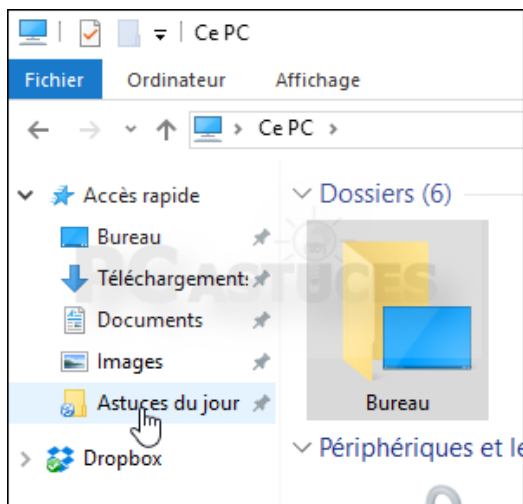 Ce PC
Fichier Ordinateur Affichage
Ce PC
Accès rapide
Bureau
Téléchargements
Documents
Images
Astuces du jour
Dropbox
Dossiers (6)
PC ASTUCES
Bureau
Périphériques et le